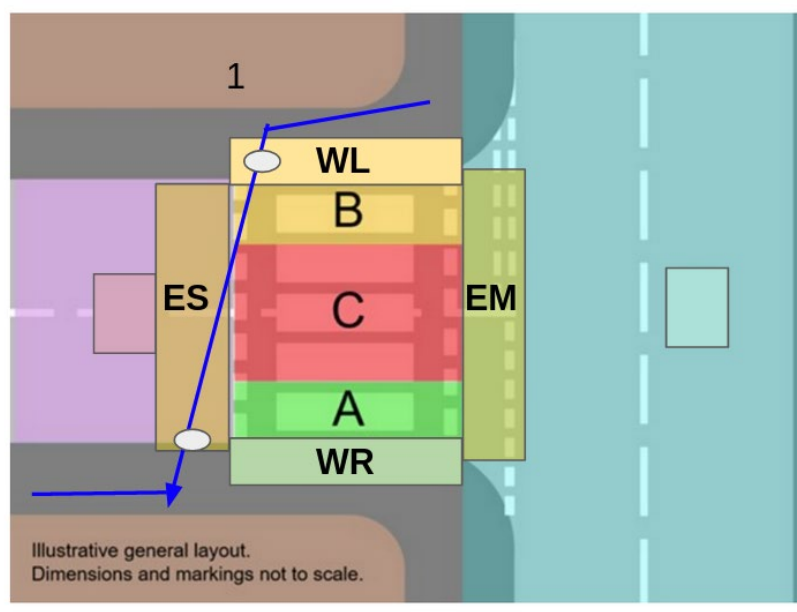 1
WL
B
ES
C
EM
A
WR
Illustrative general layout.
Dimensions and markings not to scale.